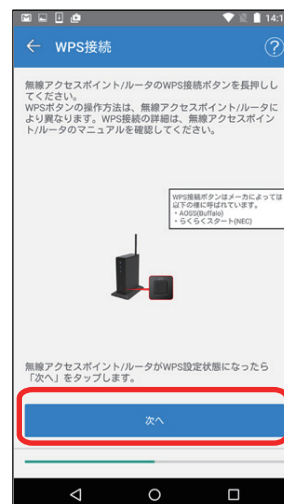 14:1
WPS接続
?
無線アクセスポイント/ルータのWPS接続ボタンを長押しし
てください。
WPSボタンの操作方法は、無線アクセスポイント/ルータに
より異なります。WPS接続の詳細は、無線アクセスポイン
ト/ルータのマニュアルを確認してください。
WPS接続ボタンはメーカによっては
以下の様に呼ばれています。
・AOSS(Buffalo)
・らくらくスタート(NEC)
無線アクセスポイント/ルータがWPS設定状態になったら
「次へ」をタップします。
次へ